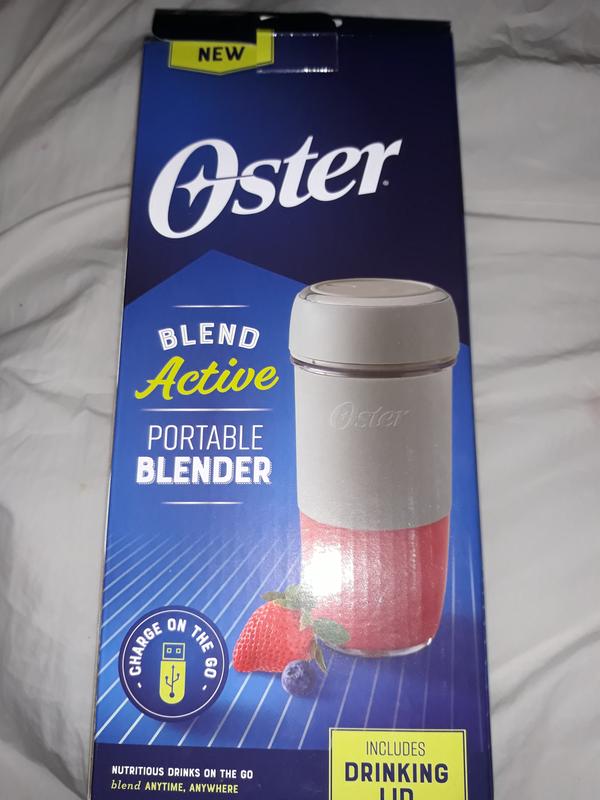 NEW
Oster
BLEND
Active
PORTABLE
BLENDER
Oster
CHARGE ON THE GO
NUTRITIOUS DRINKS ON THE GO
blend ANYTIME, ANYWHERE
INCLUDES
DRINKING
LID